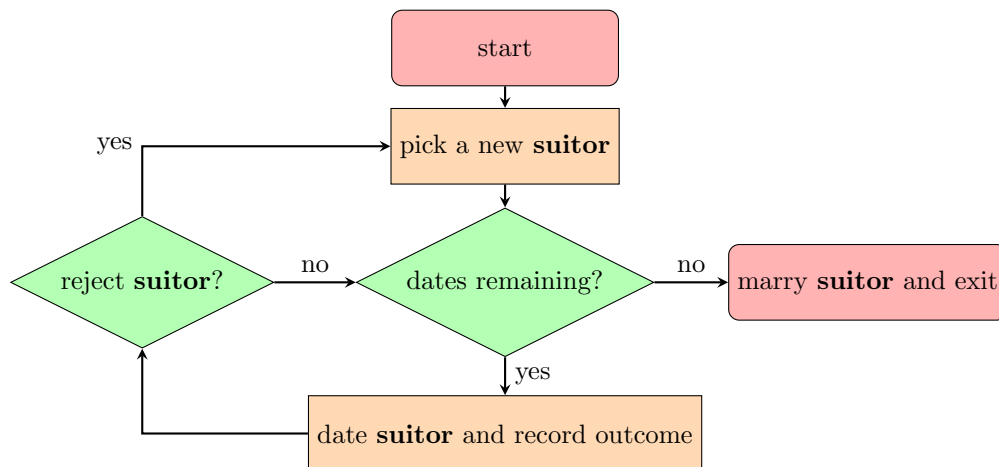 start
yes
pick a new suitor
reject suitor?
no
dates remaining?
no
marry suitor and exit
yes
date suitor and record outcome